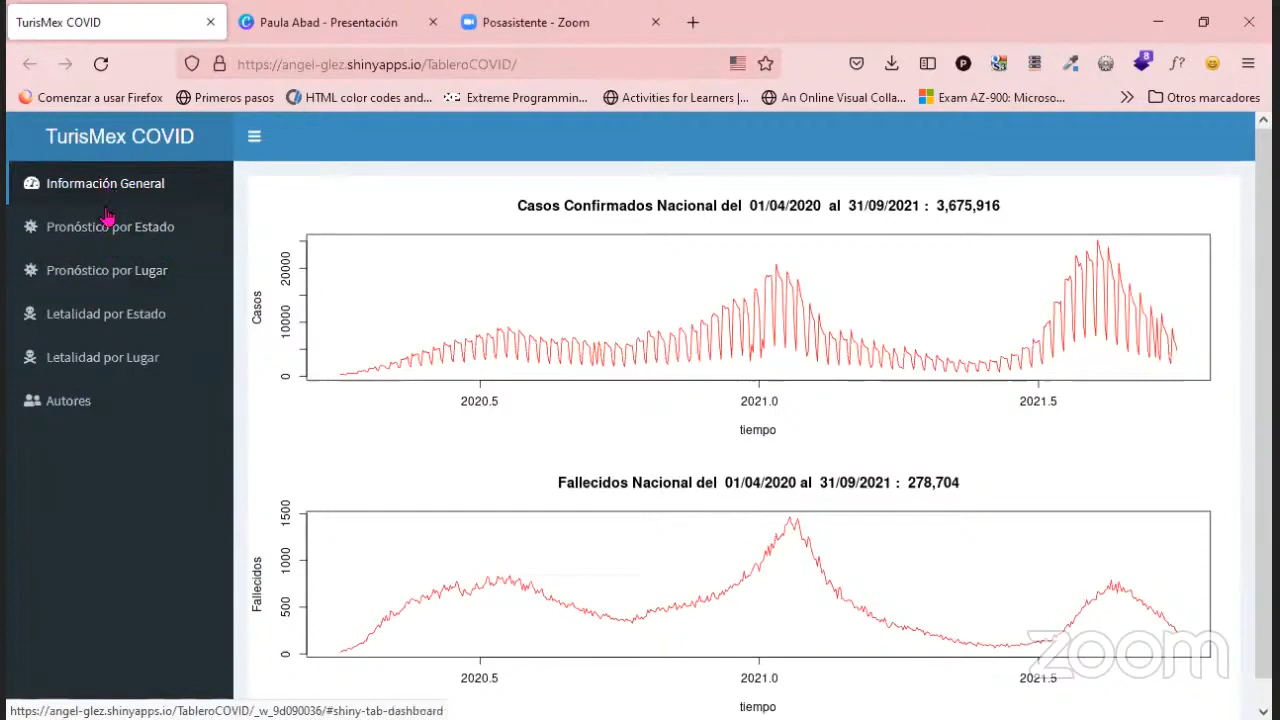 TurisMex COVID
Paula Abad - Presentación
Posasistente - Zoom
https://angel-glez.shinyapps.io/TableroCOVID/
Comenzar a usar Firefox
Primeros pasos
HTML color codes and...
Extreme Programmin...
Activities for Learners |...
An Online Visual Colla...
Exam AZ-900: Microso...
Otros marcadores
TurisMex COVID
Información General
Pronóstico por Estado
Pronóstico por Lugar
Letalidad por Estado
Letalidad por Lugar
Autores
Casos Confirmados Nacional del 01/04/2020 al 31/09/2021 : 3,675,916
Casos
20000
10000
0
2020.5 2021.0 2021.5
tiempo
Fallecidos Nacional del 01/04/2020 al 31/09/2021 : 278,704
Fallecidos
1500
1000
500
0
2020.5 2021.0 2021.5
tiempo
zoom
https://angel-glez.shinyapps.io/TableroCOVID/_w_9d090036/#shiny-tab-dashboard